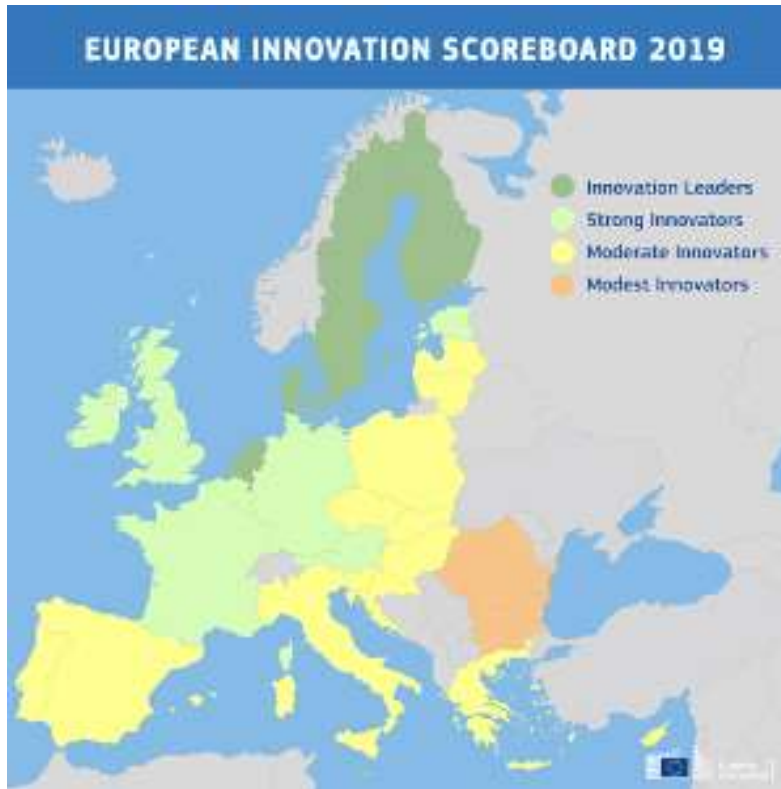 EUROPEAN INNOVATION SCOREBOARD 2019
Innovation Leaders
Strong Innovators
Moderate Innovators
Modest Innovators